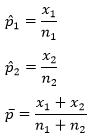 p̂₁ = x₁/n₁
p̂₂ = x₂/n₂
p̄ = (x₁ + x₂)/(n₁ + n₂)